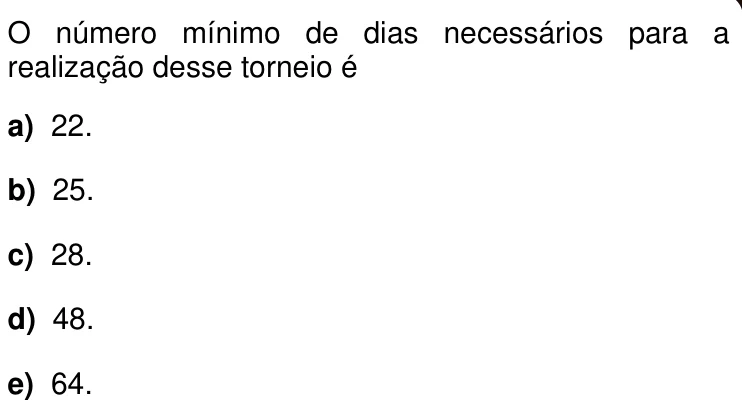 O número mínimo de dias necessários para a
realização desse torneio é
a) 22.
b) 25.
c) 28.
d) 48.
e) 64.